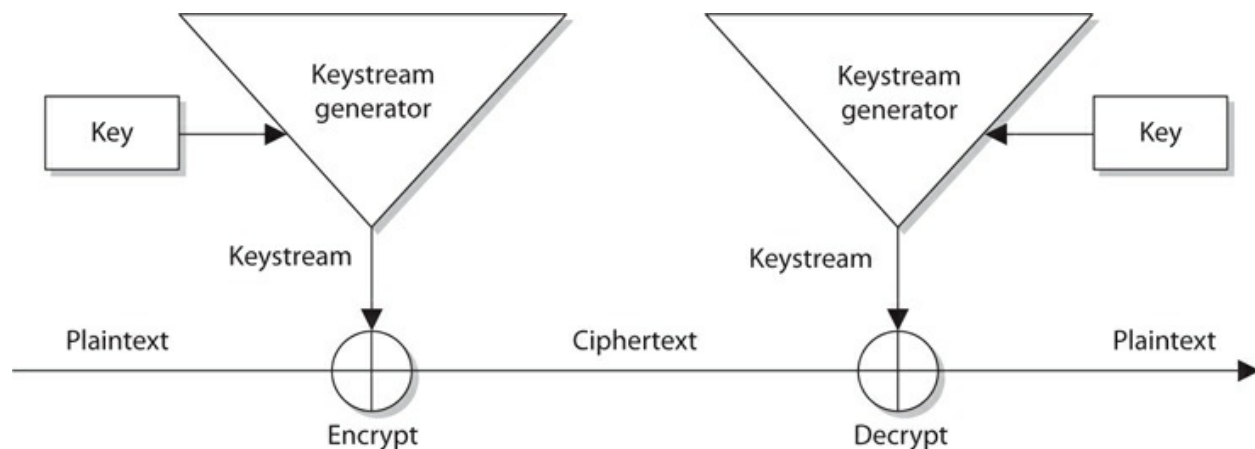 Keystream
generator
Keystream
generator
Key
Key
Keystream
Keystream
Plaintext
Ciphertext
Plaintext
Encrypt
Decrypt